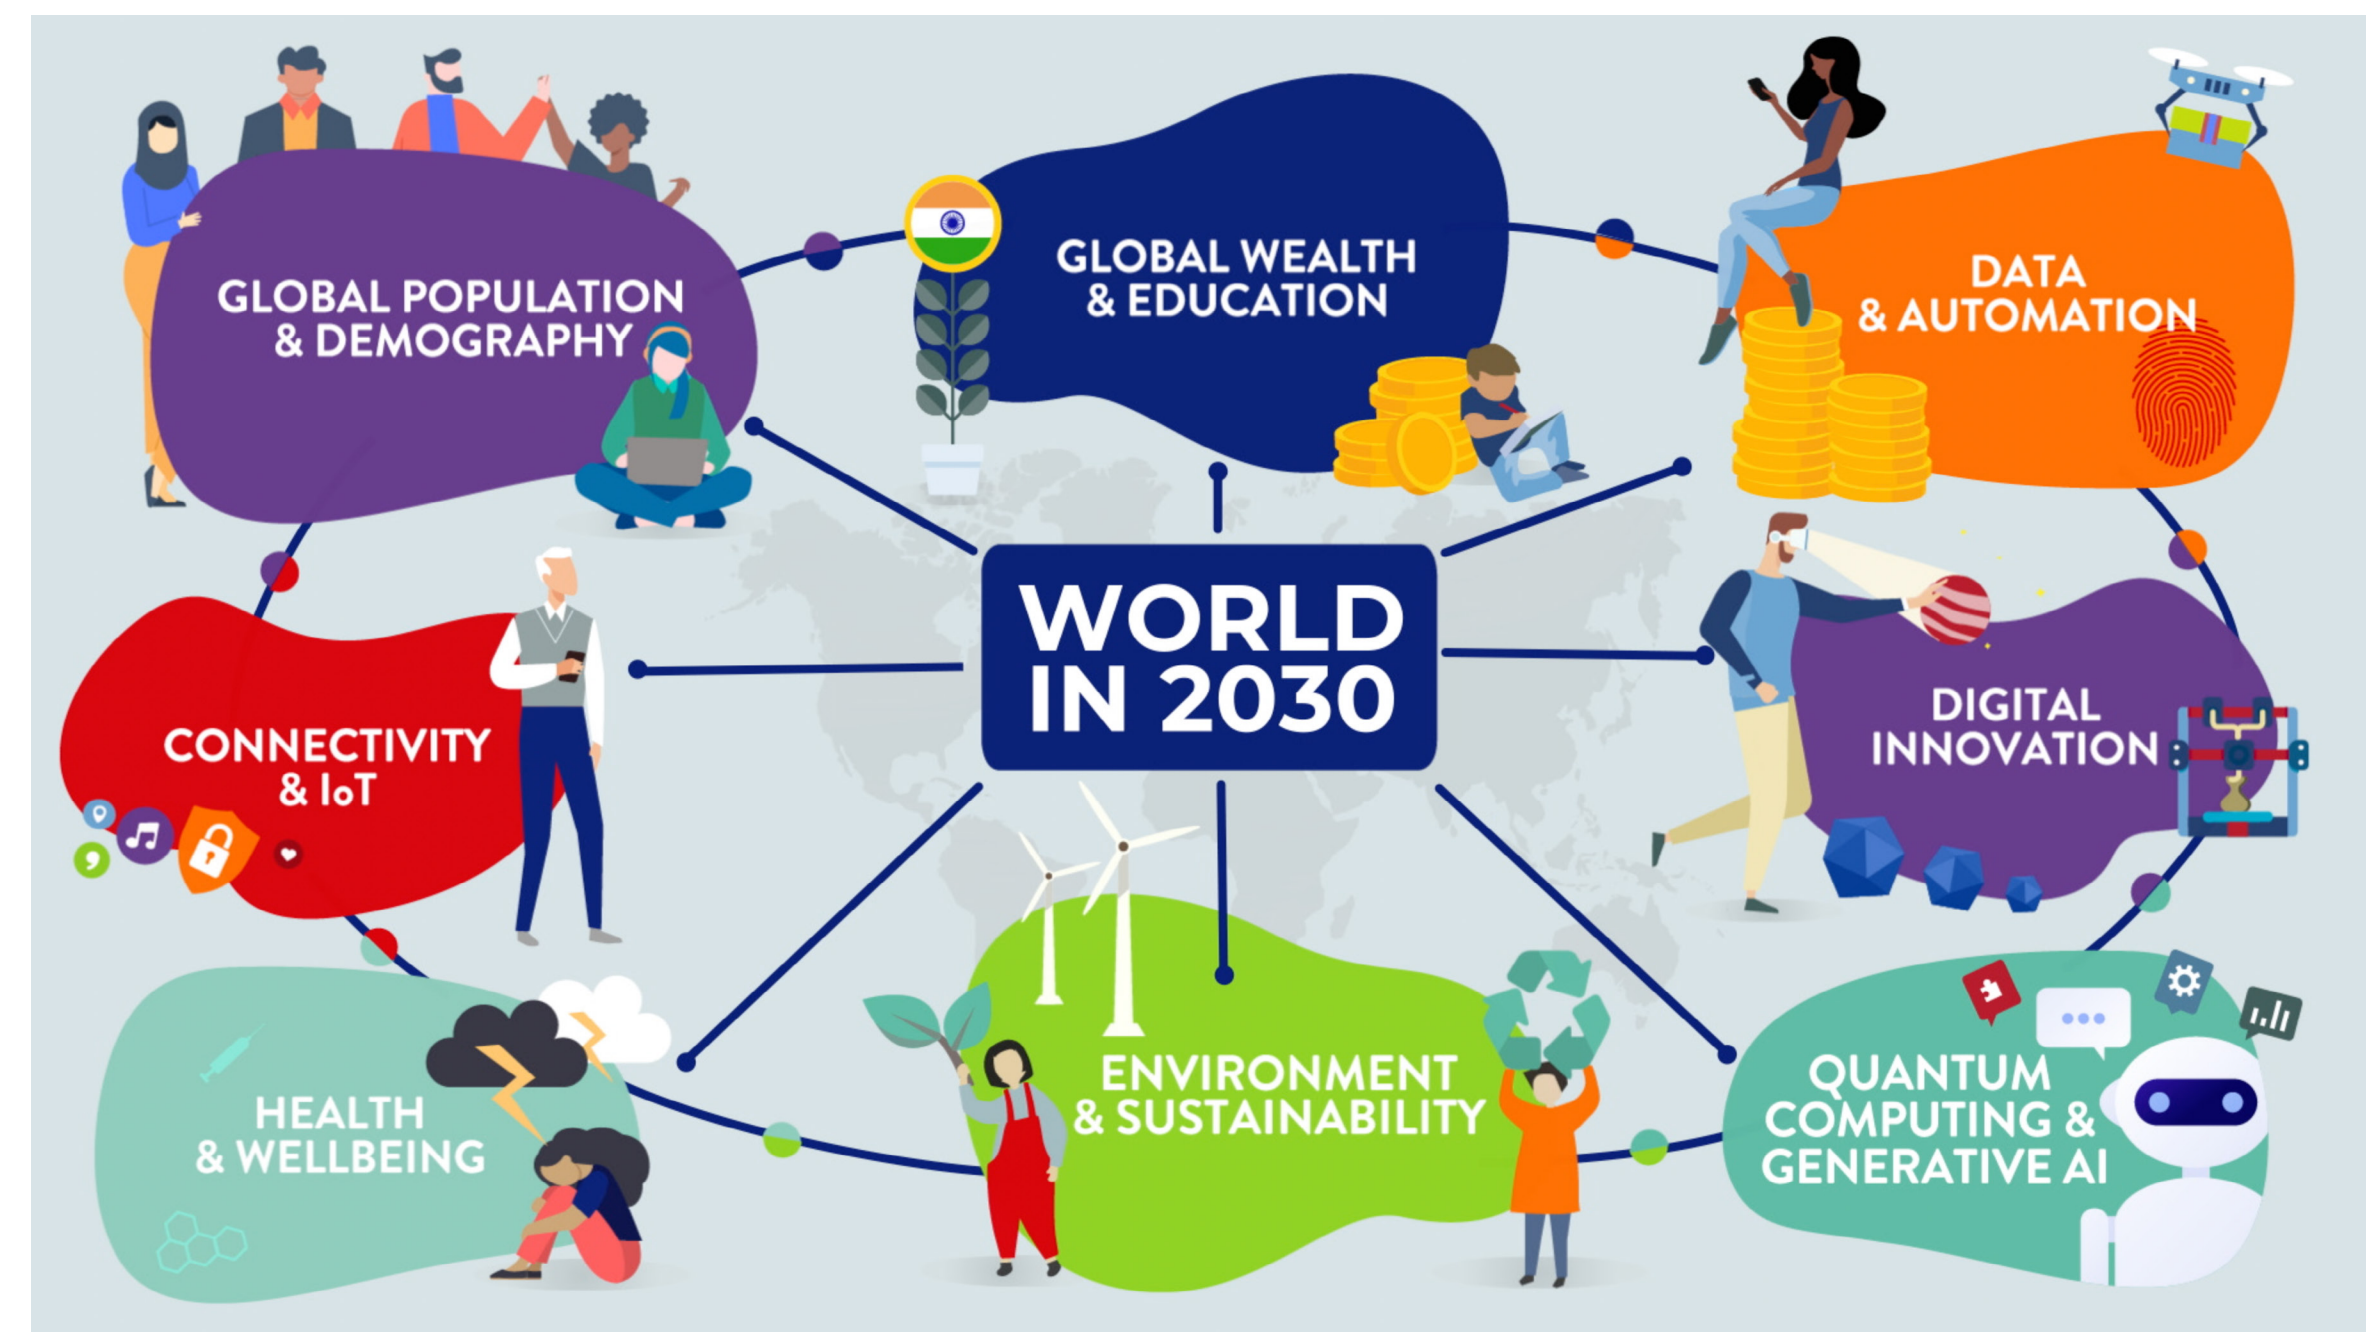 GLOBAL POPULATION
& DEMOGRAPHY
GLOBAL WEALTH
& EDUCATION
DATA
& AUTOMATION
WORLD
IN 2030
CONNECTIVITY
& IoT
DIGITAL
INNOVATION
HEALTH
& WELLBEING
ENVIRONMENT
& SUSTAINABILITY
QUANTUM
COMPUTING &
GENERATIVE AI